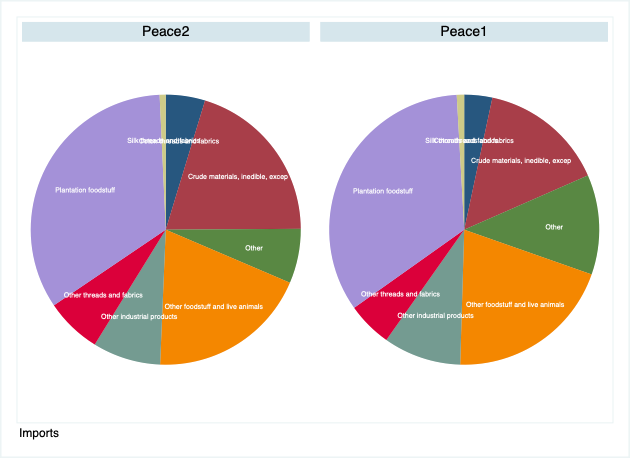 Peace2
Peace1
Crude materials, inedible, excep
Plantation foodstuff
Other
Other threads and fabrics
Other foodstuff and live animals
Other industrial products
Crude materials, inedible, excep
Plantation foodstuff
Other
Other threads and fabrics
Other foodstuff and live animals
Other industrial products
Imports